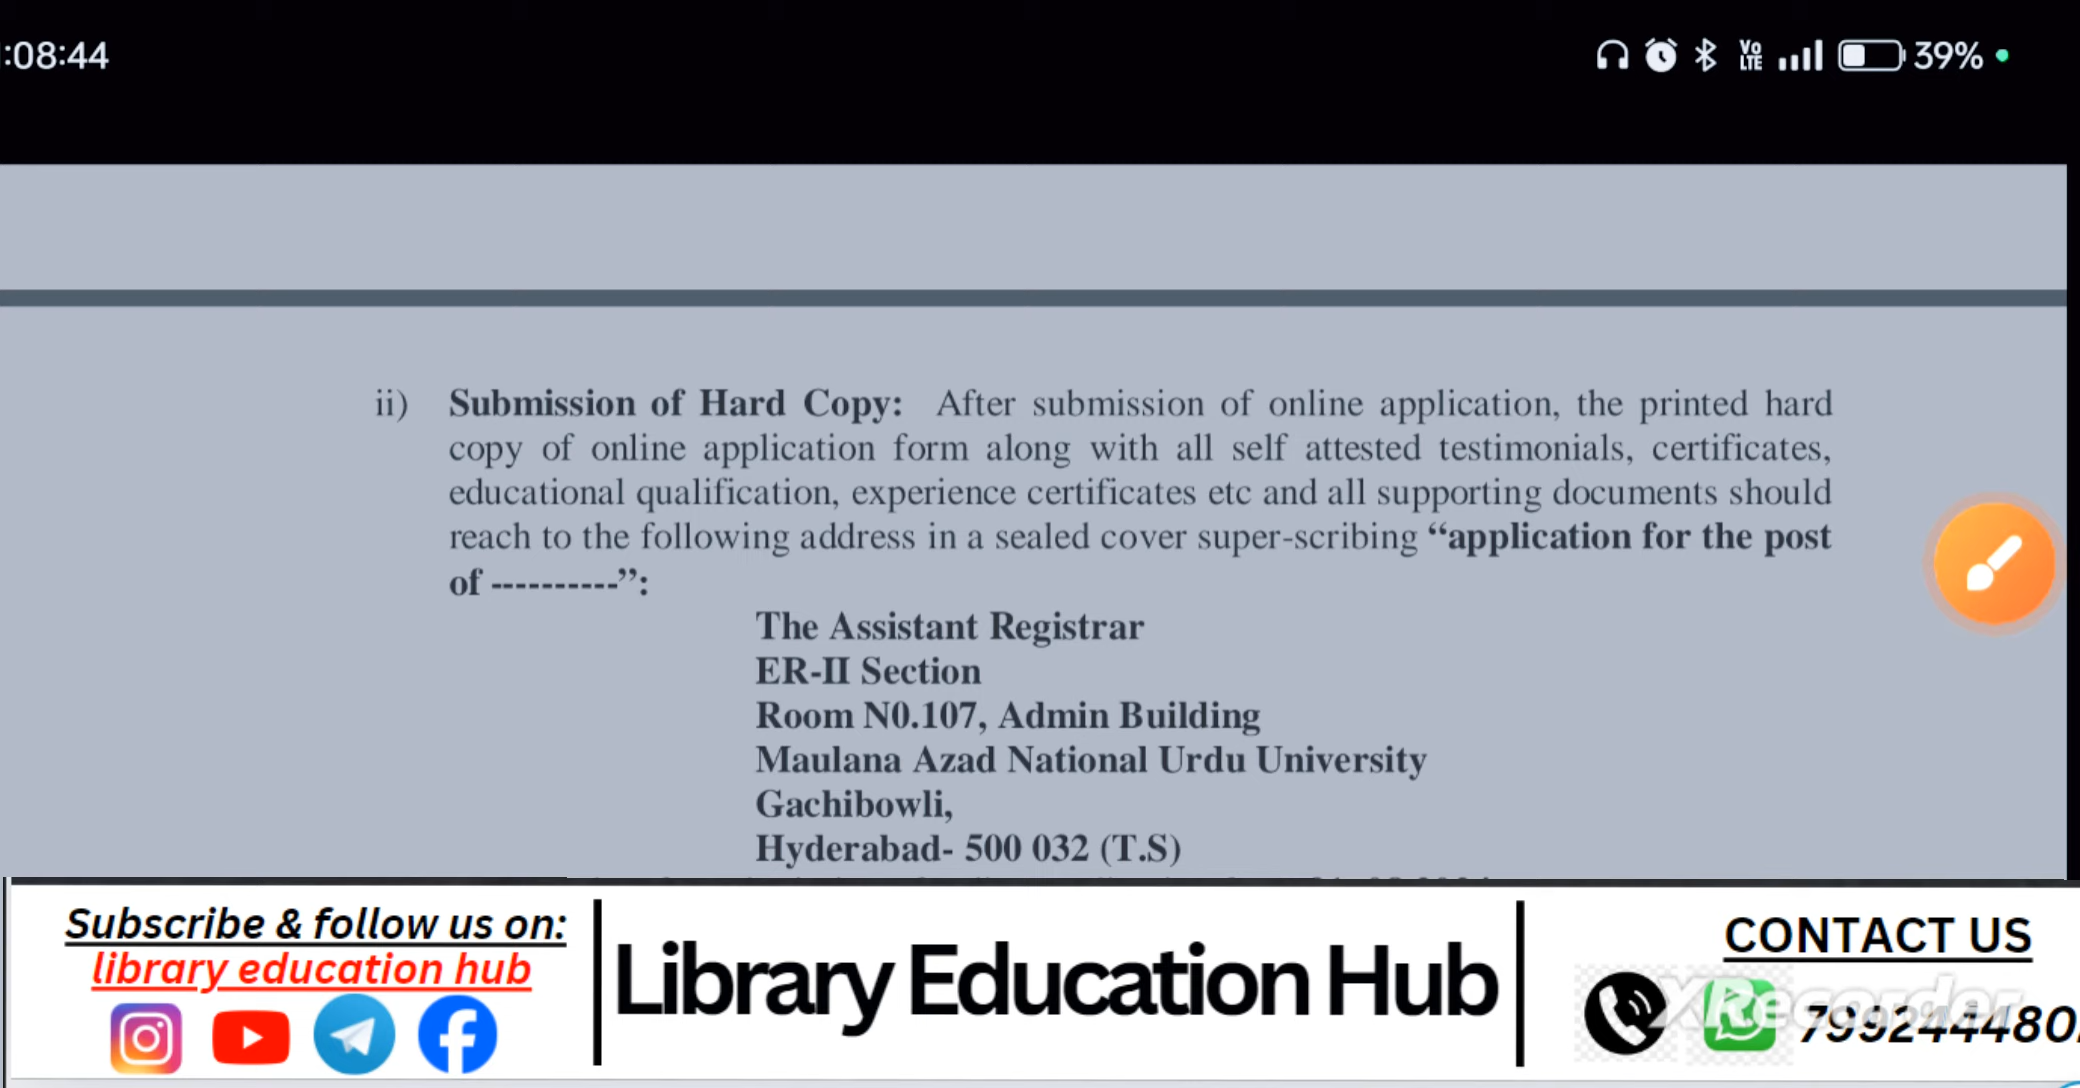 :08:44
Vo LTE 39%
ii) Submission of Hard Copy: After submission of online application, the printed hard
copy of online application form along with all self attested testimonials, certificates,
educational qualification, experience certificates etc and all supporting documents should
reach to the following address in a sealed cover super-scribing “application for the post
of ----------”:
The Assistant Registrar
ER-II Section
Room N0.107, Admin Building
Maulana Azad National Urdu University
Gachibowli,
Hyderabad- 500 032 (T.S)
Subscribe & follow us on:
library education hub
Library Education Hub
CONTACT US
XRecorder